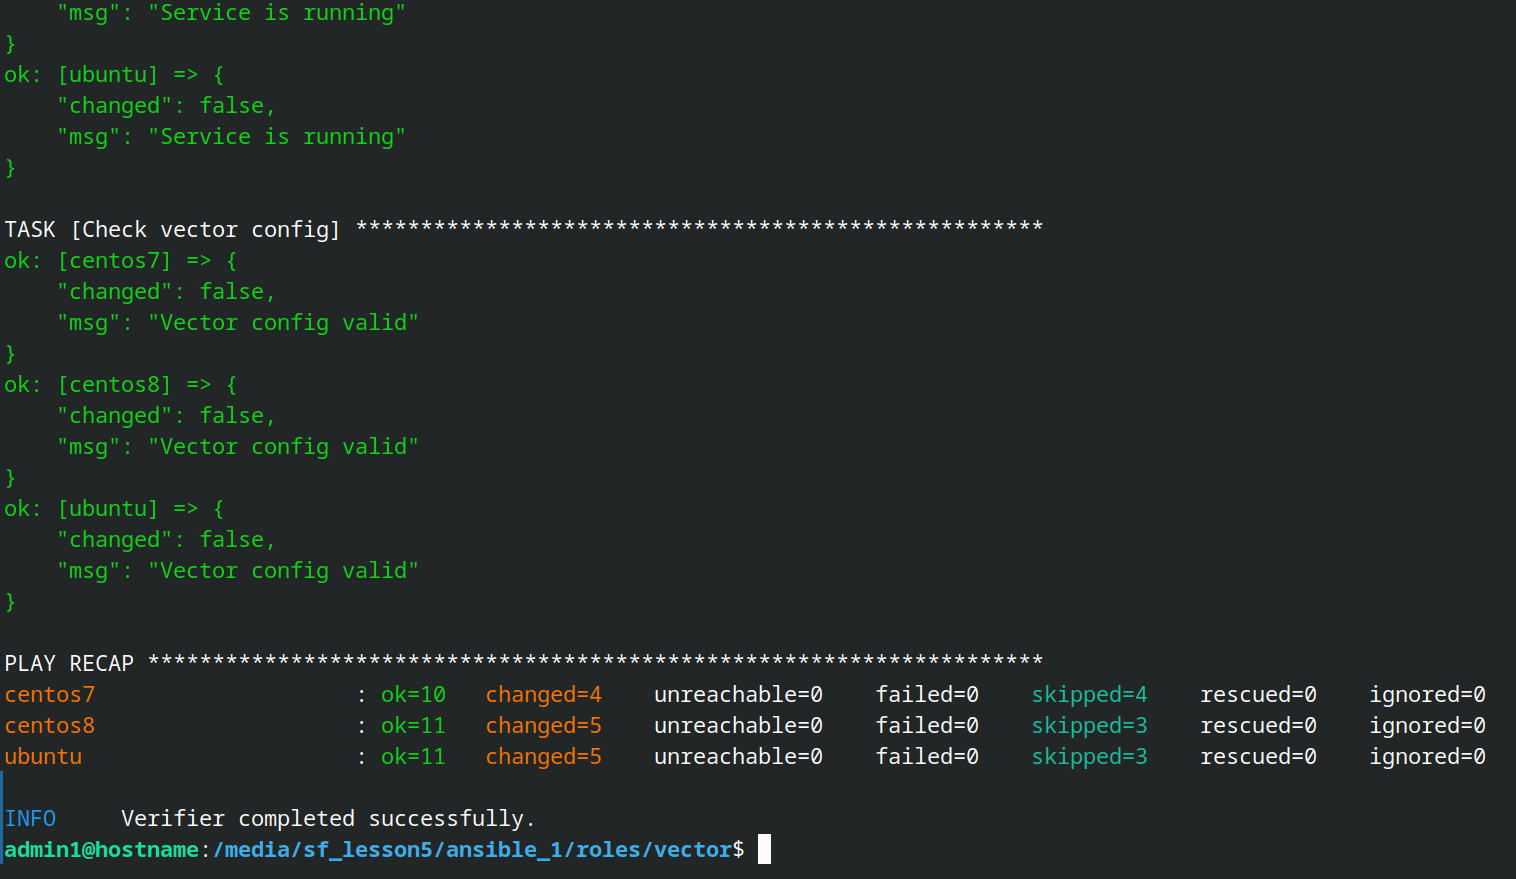 "msg": "Service is running"
}
ok: [ubuntu] => {
    "changed": false,
    "msg": "Service is running"
}

TASK [Check vector config] *****************************************************
ok: [centos7] => {
    "changed": false,
    "msg": "Vector config valid"
}
ok: [centos8] => {
    "changed": false,
    "msg": "Vector config valid"
}
ok: [ubuntu] => {
    "changed": false,
    "msg": "Vector config valid"
}

PLAY RECAP *********************************************************************
centos7                    : ok=10   changed=4    unreachable=0    failed=0    skipped=4    rescued=0    ignored=0
centos8                    : ok=11   changed=5    unreachable=0    failed=0    skipped=3    rescued=0    ignored=0
ubuntu                     : ok=11   changed=5    unreachable=0    failed=0    skipped=3    rescued=0    ignored=0

INFO     Verifier completed successfully.
admin1@hostname:/media/sf_lesson5/ansible_1/roles/vector$